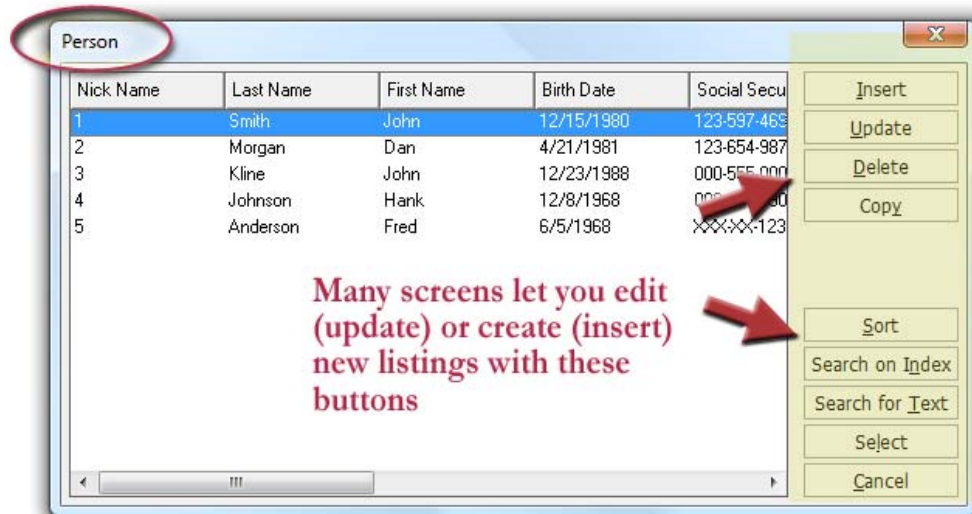 Person
Nick Name Last Name First Name Birth Date Social Secu
1 Smith John 12/15/1980 123-597-469
2 Morgan Dan 4/21/1981 123-654-987
3 Kline John 12/23/1988
4 Johnson Hank 12/8/1968
5 Anderson Fred 6/5/1968 XXX-XX-123
Many screens let you edit
(update) or create (insert)
new listings with these
buttons
Insert
Update
Delete
Copy
Sort
Search on Index
Search for Text
Select
Cancel